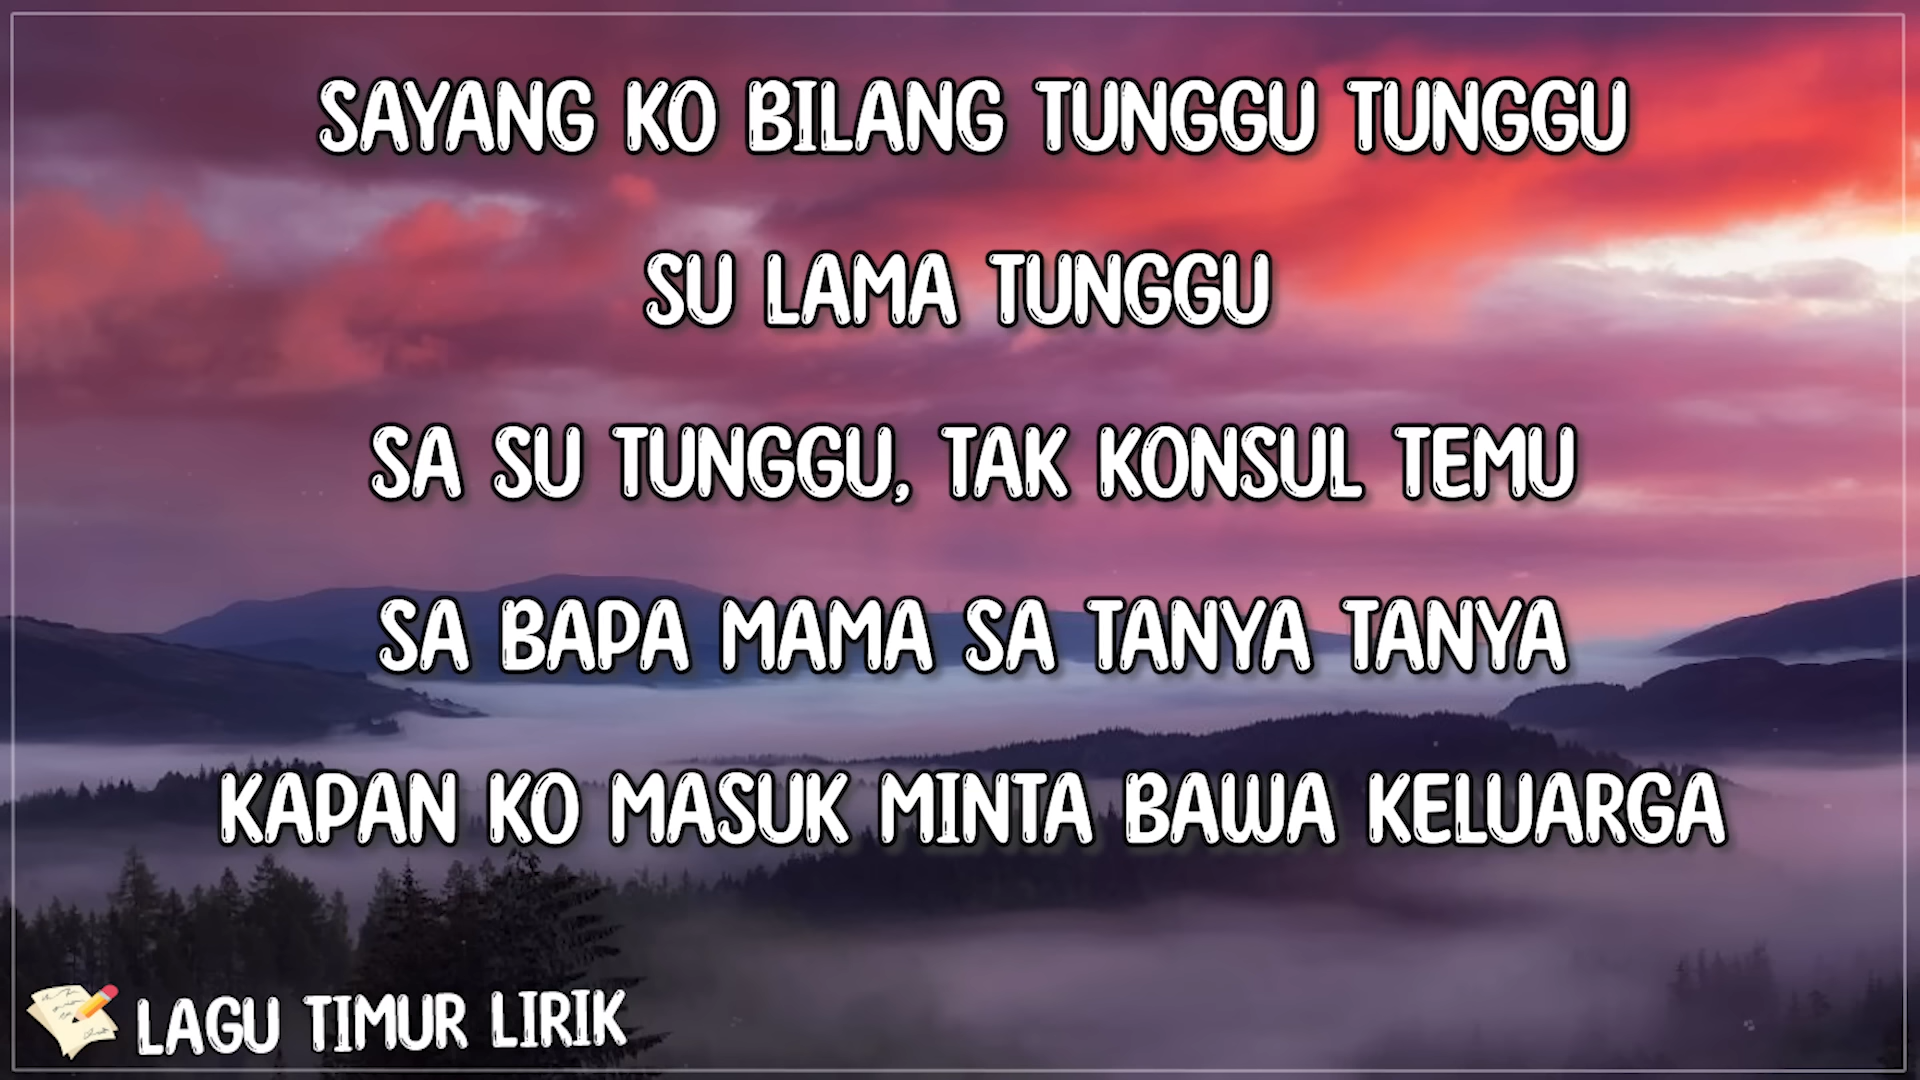 SAYANG KO BILANG TUNGGU TUNGGU
SU LAMA TUNGGU
SA SU TUNGGU, TAK KONSUL TEMU
SA BAPA MAMA SA TANYA TANYA
KAPAN KO MASUK MINTA BAWA KELUARGA
LAGU TIMUR LIRIK